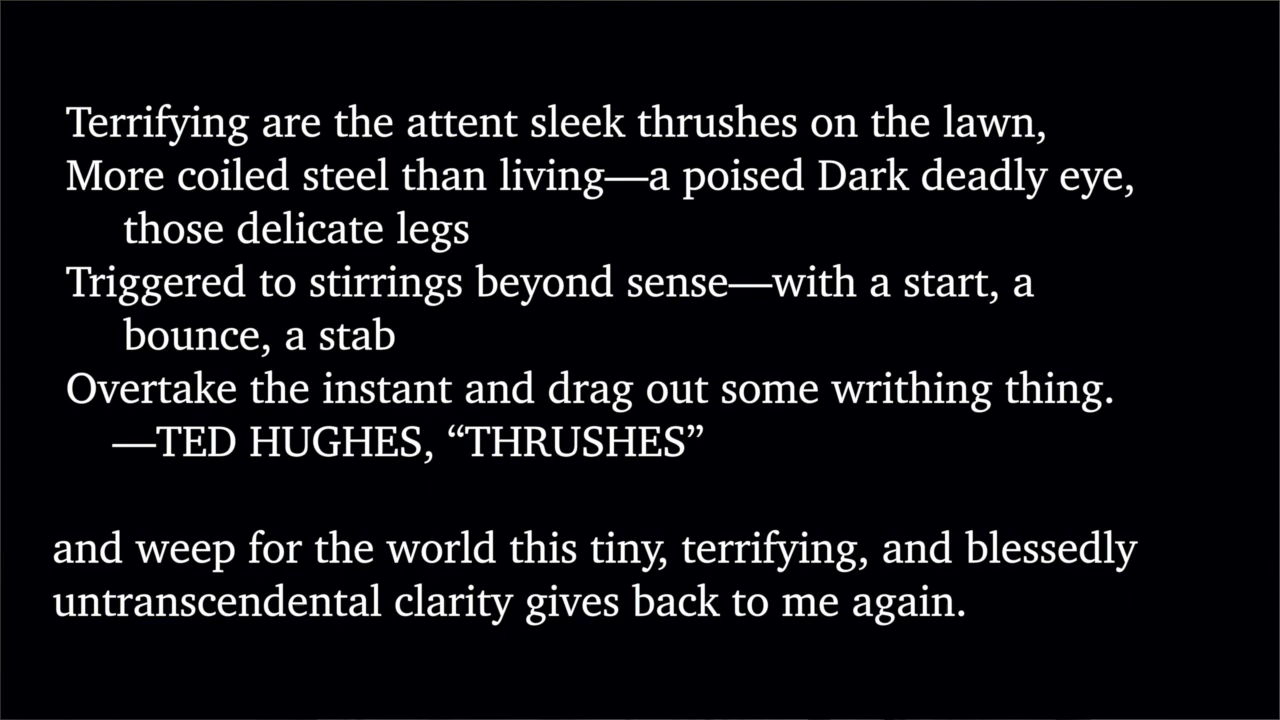 Terrifying are the attent sleek thrushes on the lawn,
More coiled steel than living—a poised Dark deadly eye,
those delicate legs
Triggered to stirrings beyond sense—with a start, a
bounce, a stab
Overtake the instant and drag out some writhing thing.
—TED HUGHES, “THRUSHES”
and weep for the world this tiny, terrifying, and blessedly
untranscendental clarity gives back to me again.